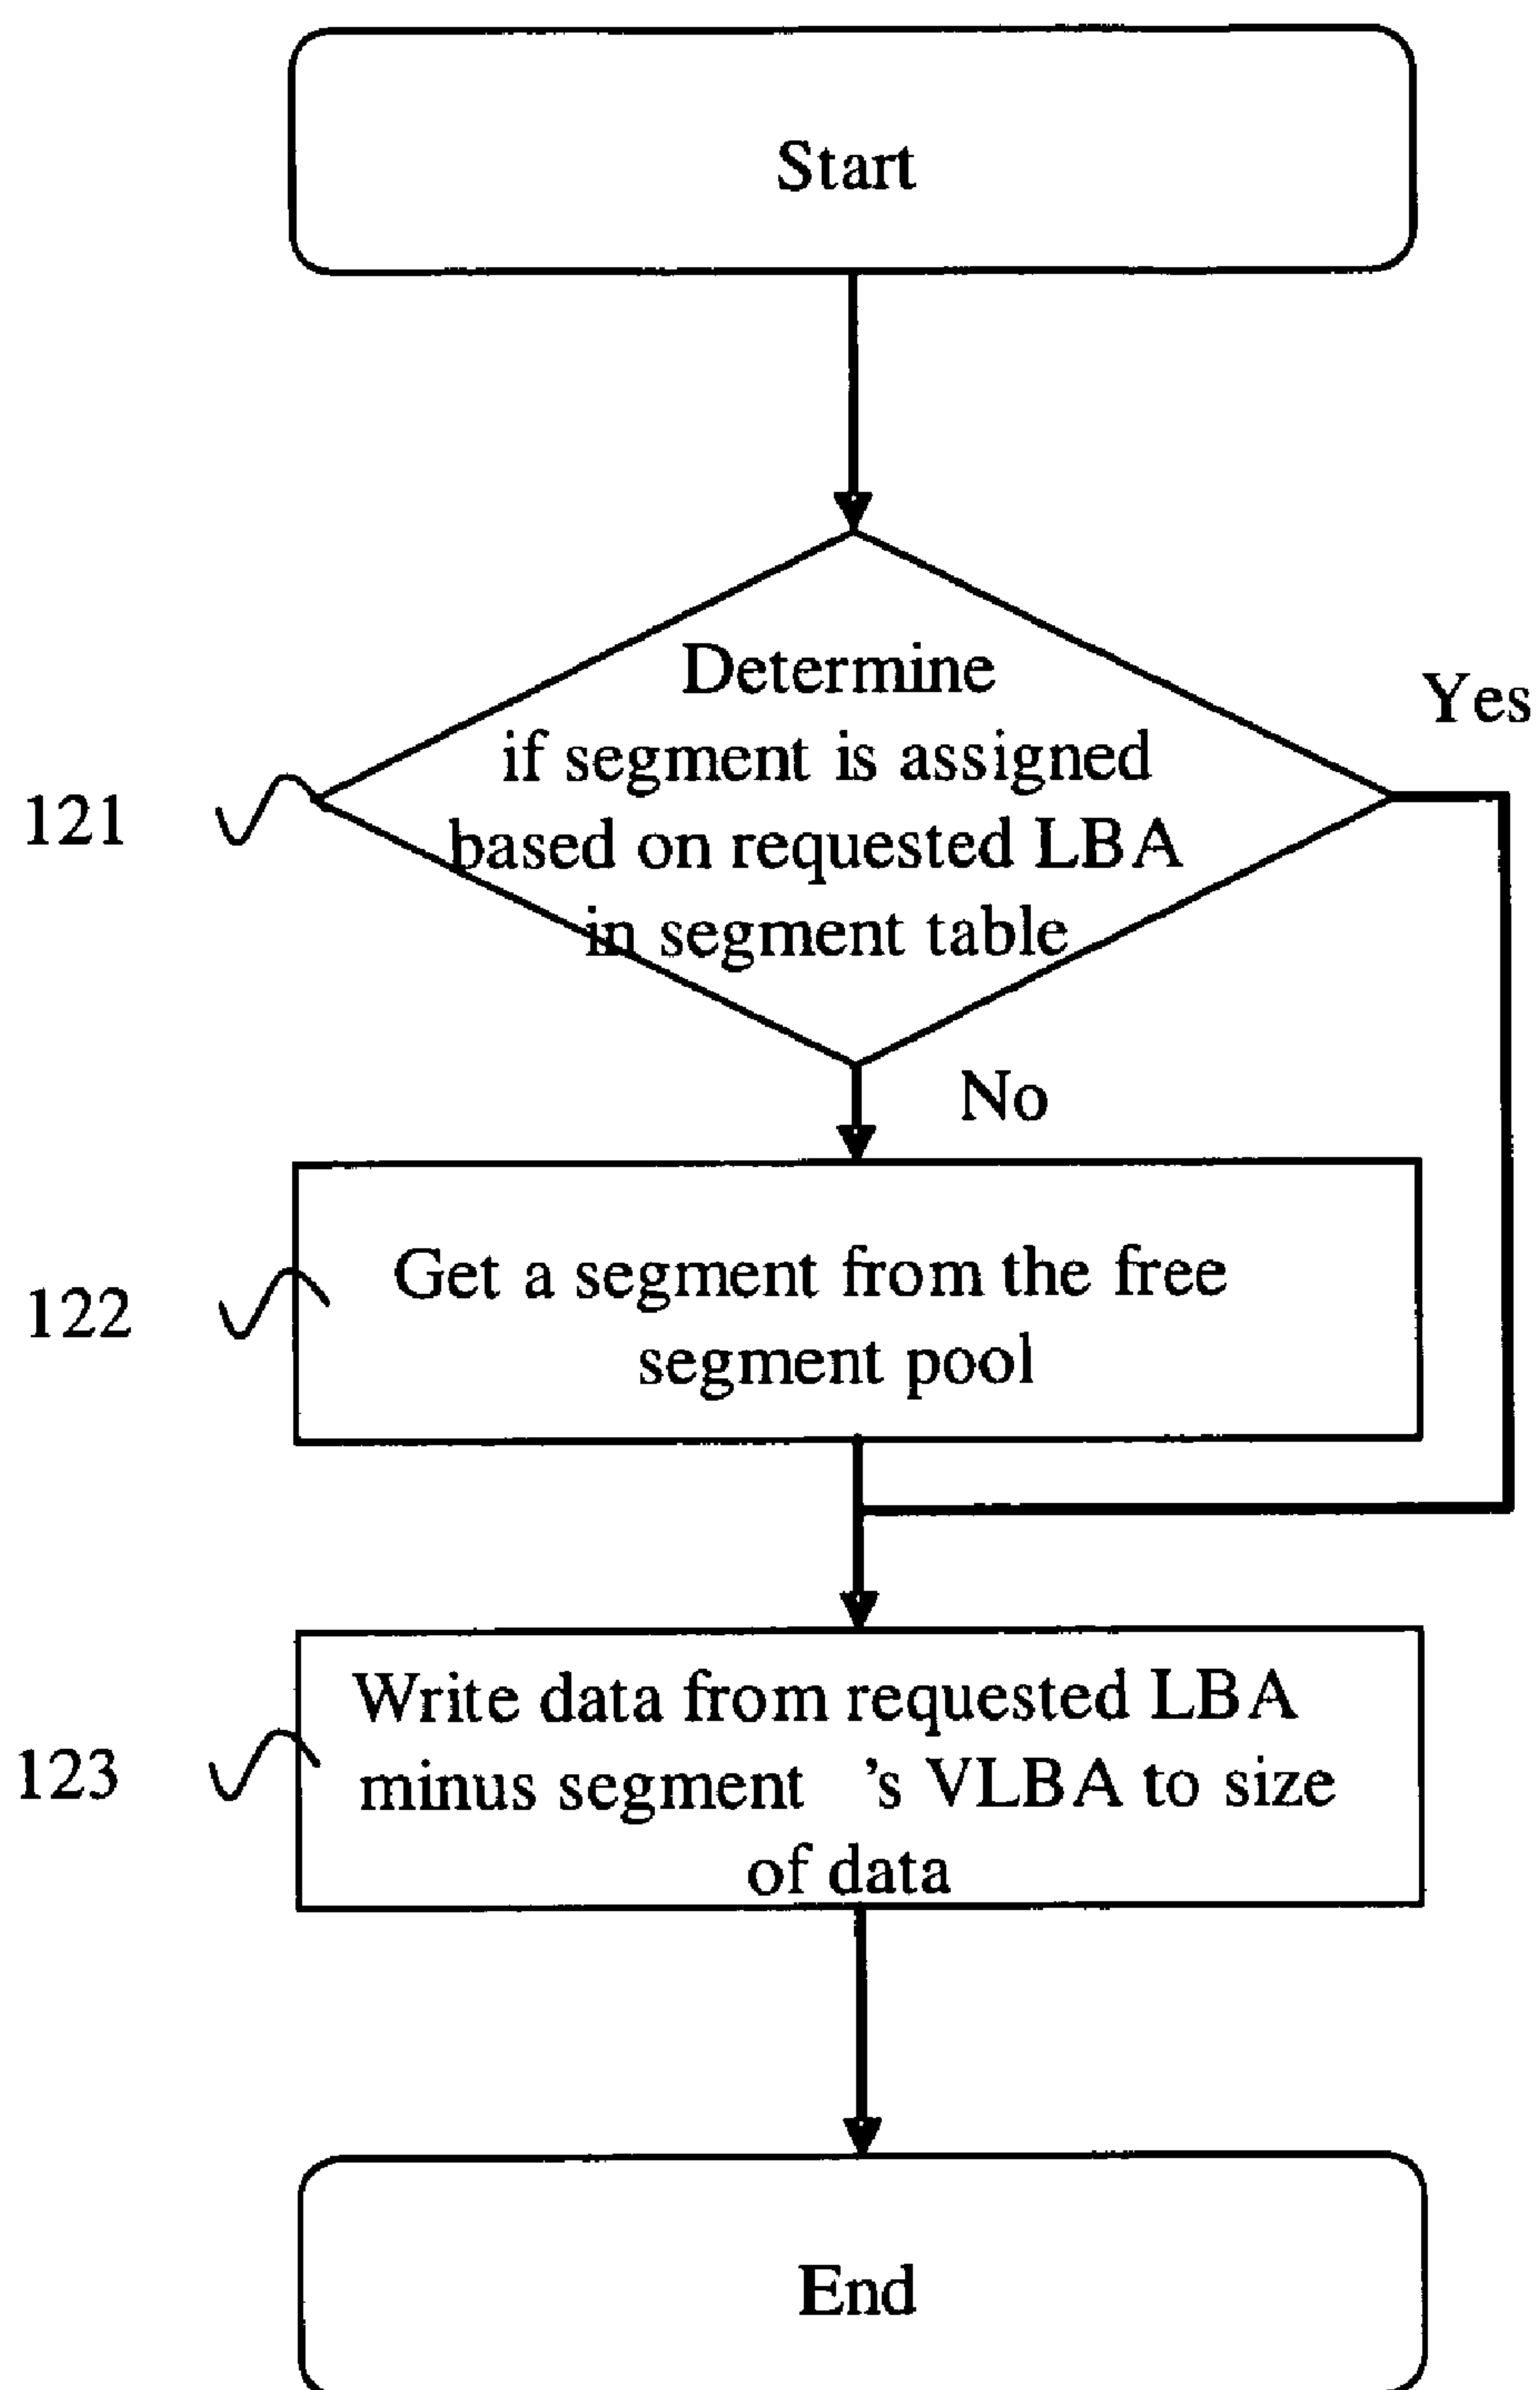 Start
Determine
if segment is assigned
based on requested LBA
in segment table
Yes
121
No
Get a segment from the free
segment pool
122
Write data from requested LBA
minus segment 's VLBA to size
of data
123
End